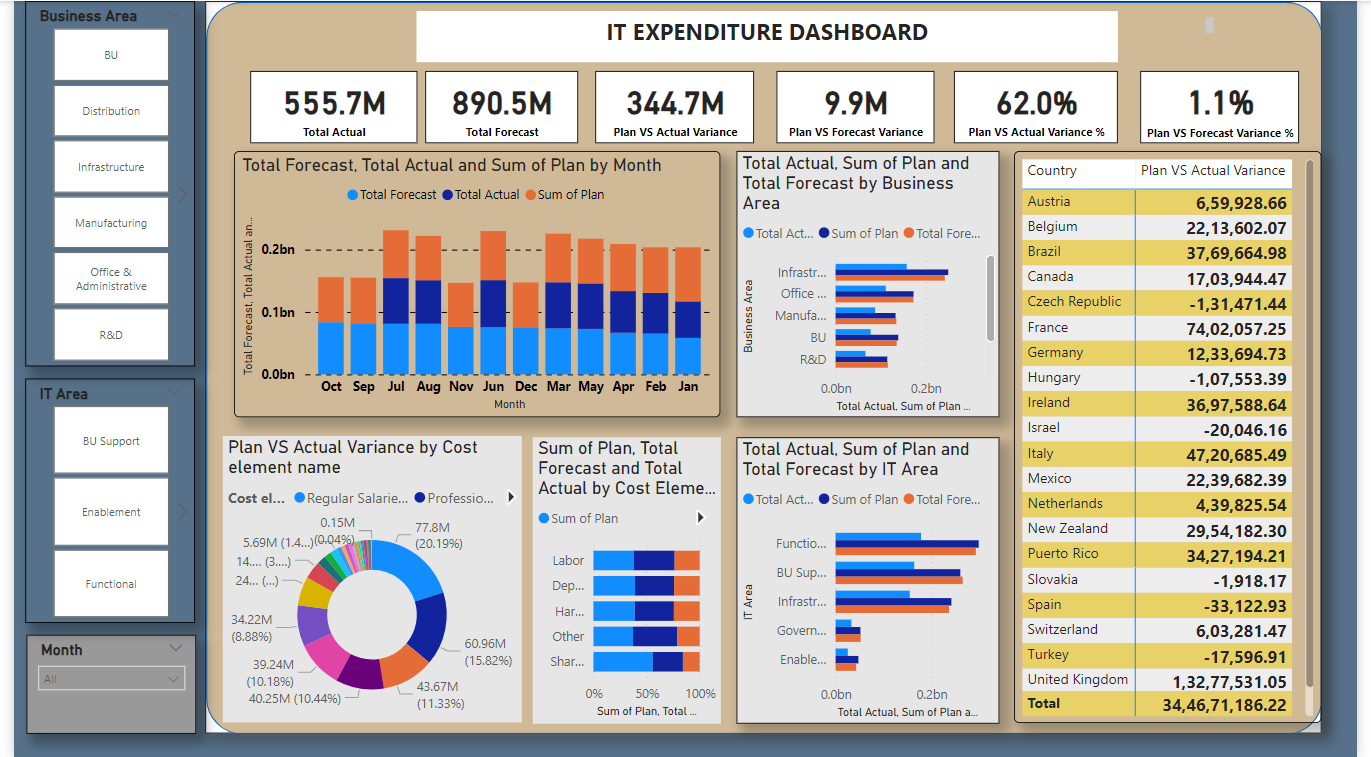 Business Area
BU
Distribution
Infrastructure
Manufacturing
Office &
Administrative
R&D
IT Area
BU Support
Enablement
Functional
Month
All
IT EXPENDITURE DASHBOARD
555.7M
Total Actual
890.5M
Total Forecast
344.7M
Plan VS Actual Variance
9.9M
Plan VS Forecast Variance
62.0%
Plan VS Actual Variance %
1.1%
Plan VS Forecast Variance %
Total Forecast, Total Actual and Sum of Plan by Month
Total Forecast Total Actual Sum of Plan
Total Forecast, Total Actual an...
0.2bn
0.1bn
0.0bn
Oct Sep Jul Aug Nov Jun Dec Mar May Apr Feb Jan
Month
Total Actual, Sum of Plan and
Total Forecast by Business
Area
Total Act... Sum of Plan Total Fore...
Business Area
Infrastr...
Office ...
Manufa...
BU
R&D
0.0bn 0.2bn
Total Actual, Sum of Plan ...
Plan VS Actual Variance by Cost
element name
Cost el... Regular Salarie... Professio...
0.15M
(0.04%)
77.8M
(20.19%)
5.69M (1.4...)
14.... (3....)
24... (...)
34.22M
(8.88%)
39.24M
(10.18%)
40.25M (10.44%)
43.67M
(11.33%)
60.96M
(15.82%)
Sum of Plan, Total
Forecast and Total
Actual by Cost Eleme...
Sum of Plan
Labor
Dep...
Har...
Other
Shar...
0% 50% 100%
Sum of Plan, Total ...
Total Actual, Sum of Plan and
Total Forecast by IT Area
Total Act... Sum of Plan Total Fore...
IT Area
Functio...
BU Sup...
Infrastr...
Govern...
Enable...
0.0bn 0.2bn
Total Actual, Sum of Plan a...
Country Plan VS Actual Variance
Austria 6,59,928.66
Belgium 22,13,602.07
Brazil 37,69,664.98
Canada 17,03,944.47
Czech Republic -1,31,471.44
France 74,02,057.25
Germany 12,33,694.73
Hungary -1,07,553.39
Ireland 36,97,588.64
Israel -20,046.16
Italy 47,20,685.49
Mexico 22,39,682.39
Netherlands 4,39,825.54
New Zealand 29,54,182.30
Puerto Rico 34,27,194.21
Slovakia -1,918.17
Spain -33,122.93
Switzerland 6,03,281.47
Turkey -17,596.91
United Kingdom 1,32,77,531.05
Total 34,46,71,186.22